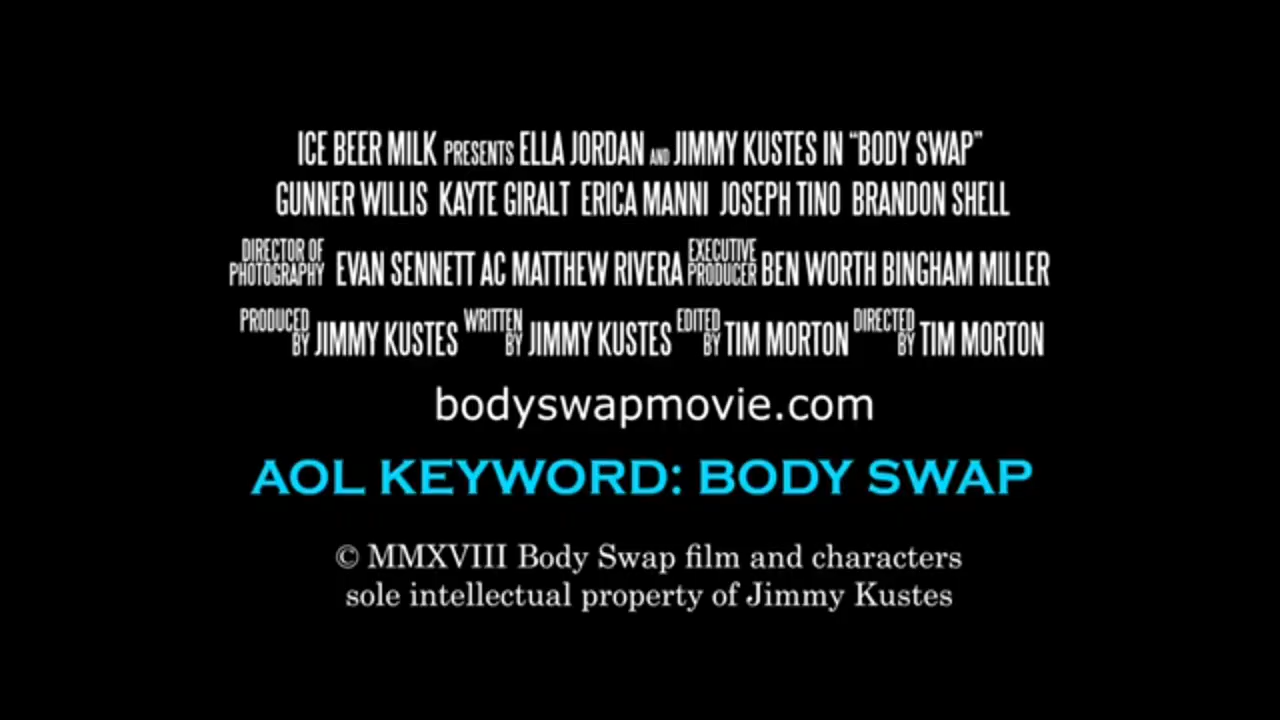 ICE BEER MILK PRESENTS ELLA JORDAN AND JIMMY KUSTES IN “BODY SWAP”
GUNNER WILLIS KAYTE GIRALT ERICA MANNI JOSEPH TINO BRANDON SHELL
DIRECTOR OF PHOTOGRAPHY EVAN SENNETT AC MATTHEW RIVERA EXECUTIVE PRODUCER BEN WORTH BINGHAM MILLER
PRODUCED BY JIMMY KUSTES WRITTEN BY JIMMY KUSTES EDITED BY TIM MORTON DIRECTED BY TIM MORTON
bodyswapmovie.com
AOL KEYWORD: BODY SWAP
© MMXVIII Body Swap film and characters
sole intellectual property of Jimmy Kustes